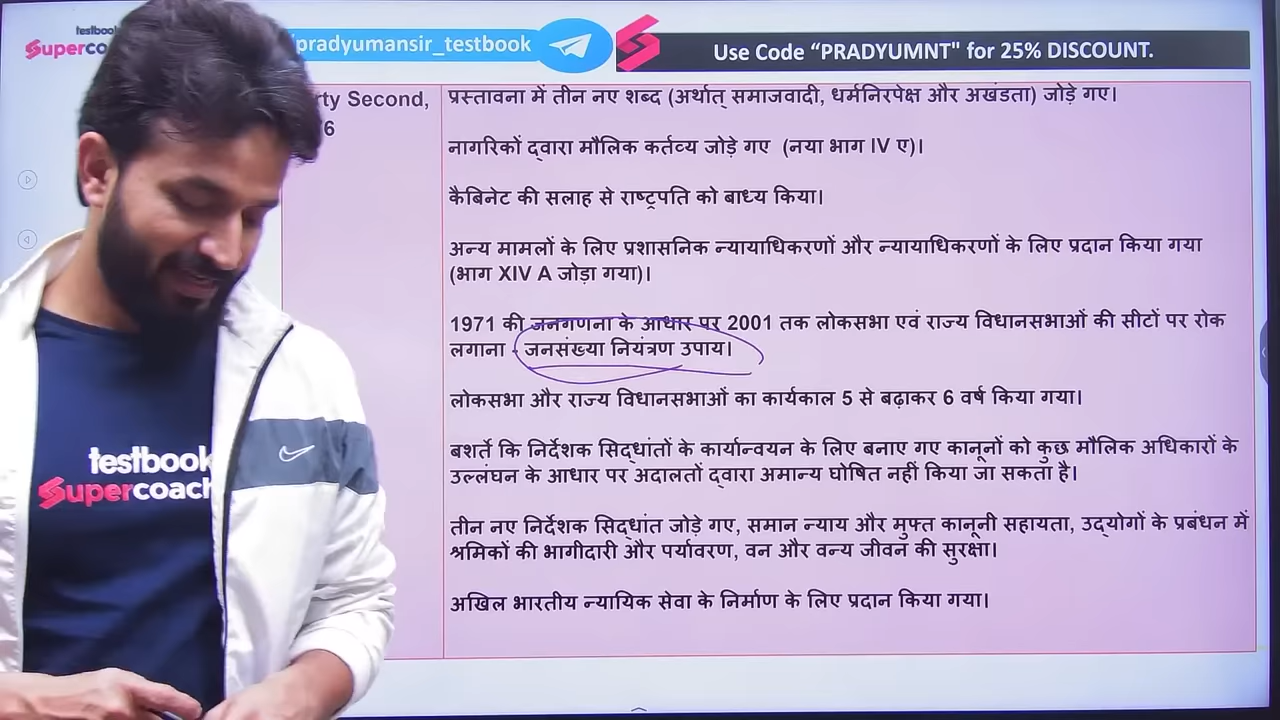 testbook
Supercoa
/pradyumansir_testbook
Use Code “PRADYUMNT" for 25% DISCOUNT.
rty Second,
6
प्रस्तावना में तीन नए शब्द (अर्थात् समाजवादी, धर्मनिरपेक्ष और अखंडता) जोड़े गए।
नागरिकों द्वारा मौलिक कर्तव्य जोड़े गए (नया भाग IV ए)।
कैबिनेट की सलाह से राष्ट्रपति को बाध्य किया।
अन्य मामलों के लिए प्रशासनिक न्यायाधिकरणों और न्यायाधिकरणों के लिए प्रदान किया गया
(भाग XIV A जोड़ा गया)।
1971 की जनगणना के आधार पर 2001 तक लोकसभा एवं राज्य विधानसभाओं की सीटों पर रोक
लगाना - जनसंख्या नियंत्रण उपाय।
लोकसभा और राज्य विधानसभाओं का कार्यकाल 5 से बढ़ाकर 6 वर्ष किया गया।
बशर्ते कि निर्देशक सिद्धांतों के कार्यान्वयन के लिए बनाए गए कानूनों को कुछ मौलिक अधिकारों के
उल्लंघन के आधार पर अदालतों द्वारा अमान्य घोषित नहीं किया जा सकता है।
तीन नए निर्देशक सिद्धांत जोड़े गए, समान न्याय और मुफ्त कानूनी सहायता, उद्योगों के प्रबंधन में
श्रमिकों की भागीदारी और पर्यावरण, वन और वन्य जीवन की सुरक्षा।
अखिल भारतीय न्यायिक सेवा के निर्माण के लिए प्रदान किया गया।
testbook
Supercoach